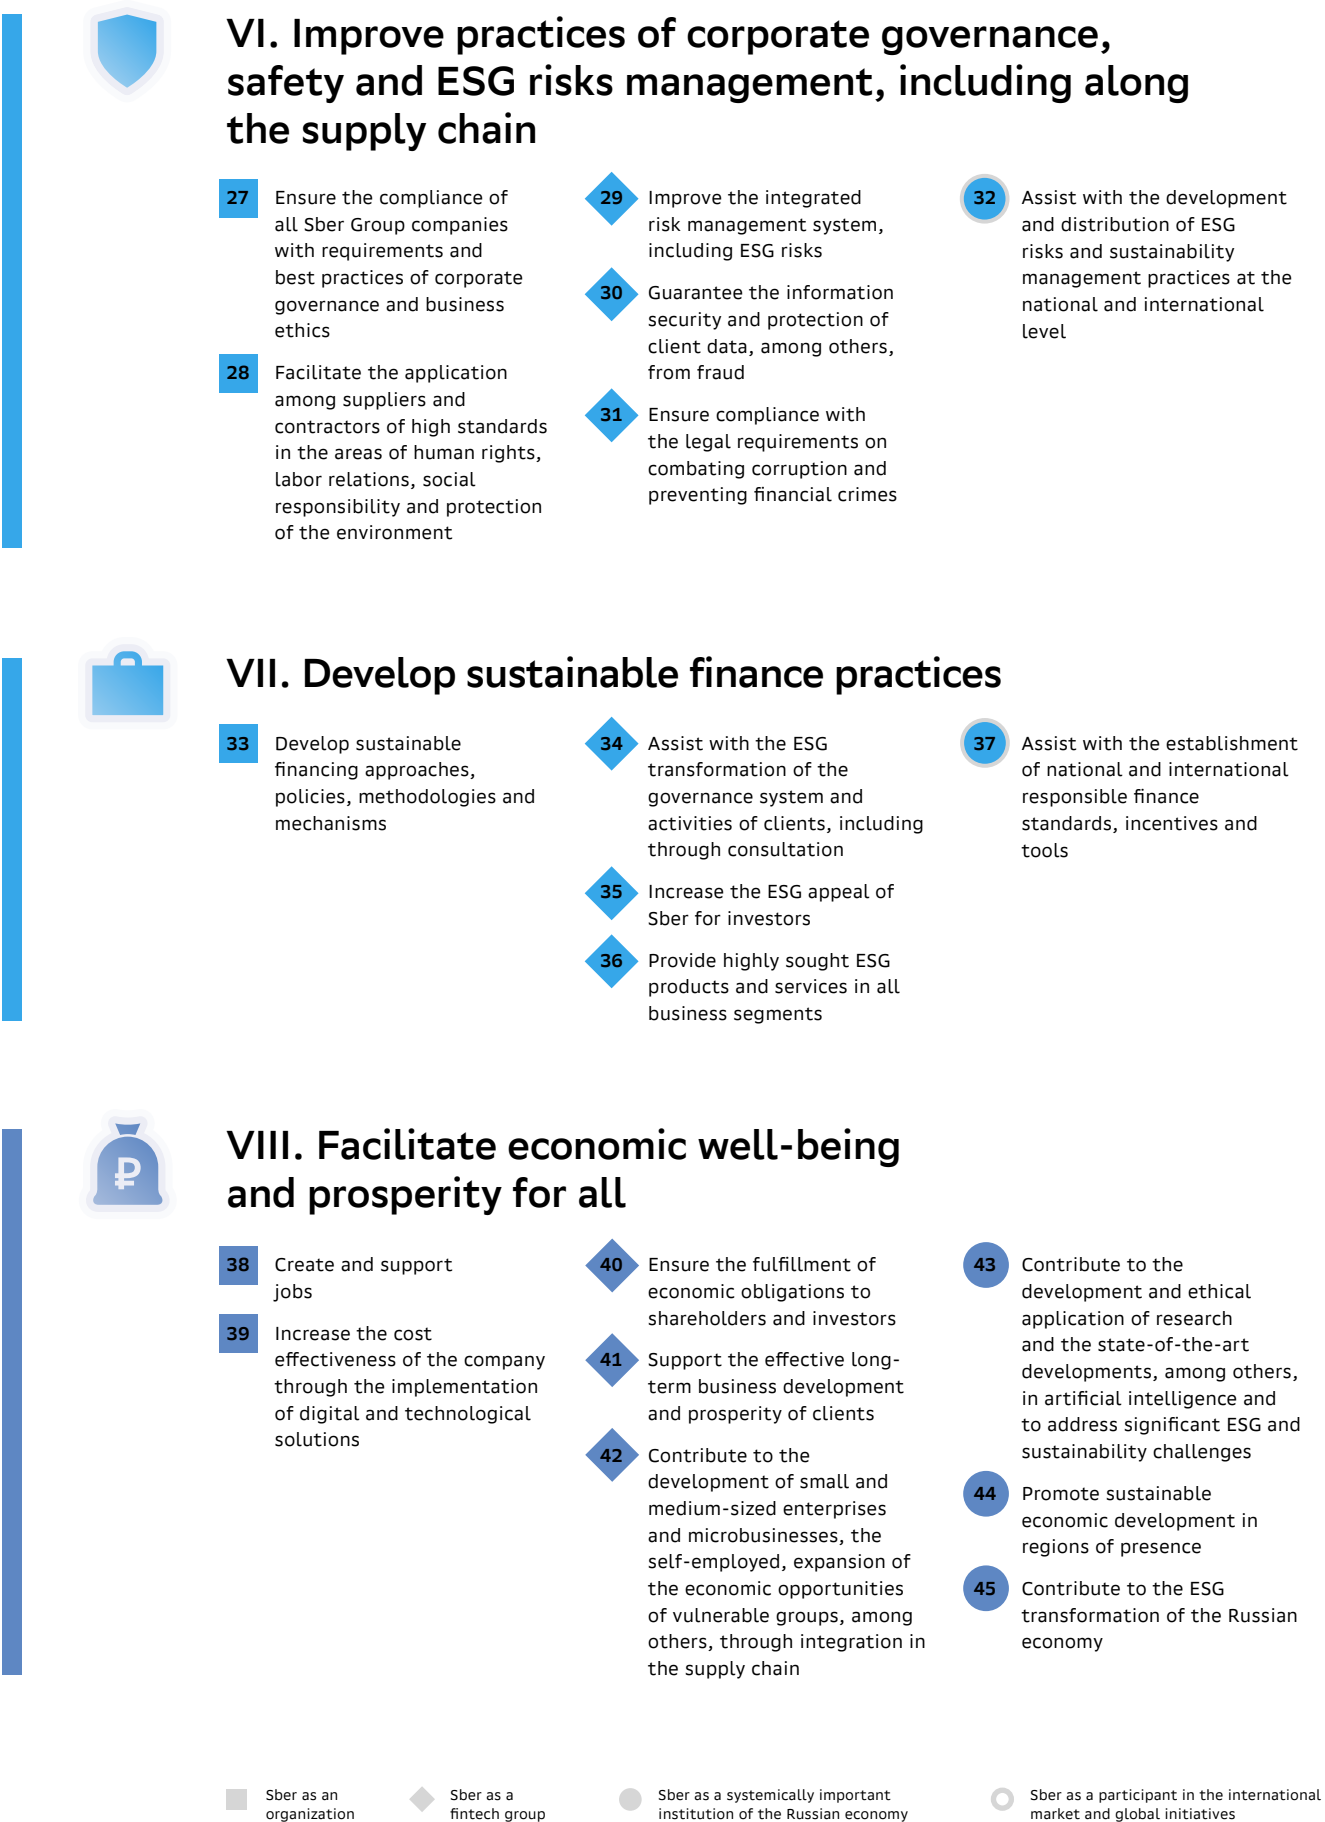 VI. Improve practices of corporate governance,
safety and ESG risks management, including along
the supply chain
27
Ensure the compliance of
all Sber Group companies
with requirements and
best practices of corporate
governance and business
ethics
28
Facilitate the application
among suppliers and
contractors of high standards
in the areas of human rights,
labor relations, social
responsibility and protection
of the environment
29
Improve the integrated
risk management system,
including ESG risks
30
Guarantee the information
security and protection of
client data, among others,
from fraud
31
Ensure compliance with
the legal requirements on
combating corruption and
preventing financial crimes
32
Assist with the development
and distribution of ESG
risks and sustainability
management practices at the
national and international
level
VII. Develop sustainable finance practices
33
Develop sustainable
financing approaches,
policies, methodologies and
mechanisms
34
Assist with the ESG
transformation of the
governance system and
activities of clients, including
through consultation
35
Increase the ESG appeal of
Sber for investors
36
Provide highly sought ESG
products and services in all
business segments
37
Assist with the establishment
of national and international
responsible finance
standards, incentives and
tools
₽
VIII. Facilitate economic well-being
and prosperity for all
38
Create and support
jobs
39
Increase the cost
effectiveness of the company
through the implementation
of digital and technological
solutions
40
Ensure the fulfillment of
economic obligations to
shareholders and investors
41
Support the effective long-
term business development
and prosperity of clients
42
Contribute to the
development of small and
medium-sized enterprises
and microbusinesses, the
self-employed, expansion of
the economic opportunities
of vulnerable groups, among
others, through integration in
the supply chain
43
Contribute to the
development and ethical
application of research
and the state-of-the-art
developments, among others,
in artificial intelligence and
to address significant ESG and
sustainability challenges
44
Promote sustainable
economic development in
regions of presence
45
Contribute to the ESG
transformation of the Russian
economy
Sber as an
organization
Sber as a
fintech group
Sber as a systemically important
institution of the Russian economy
Sber as a participant in the international
market and global initiatives